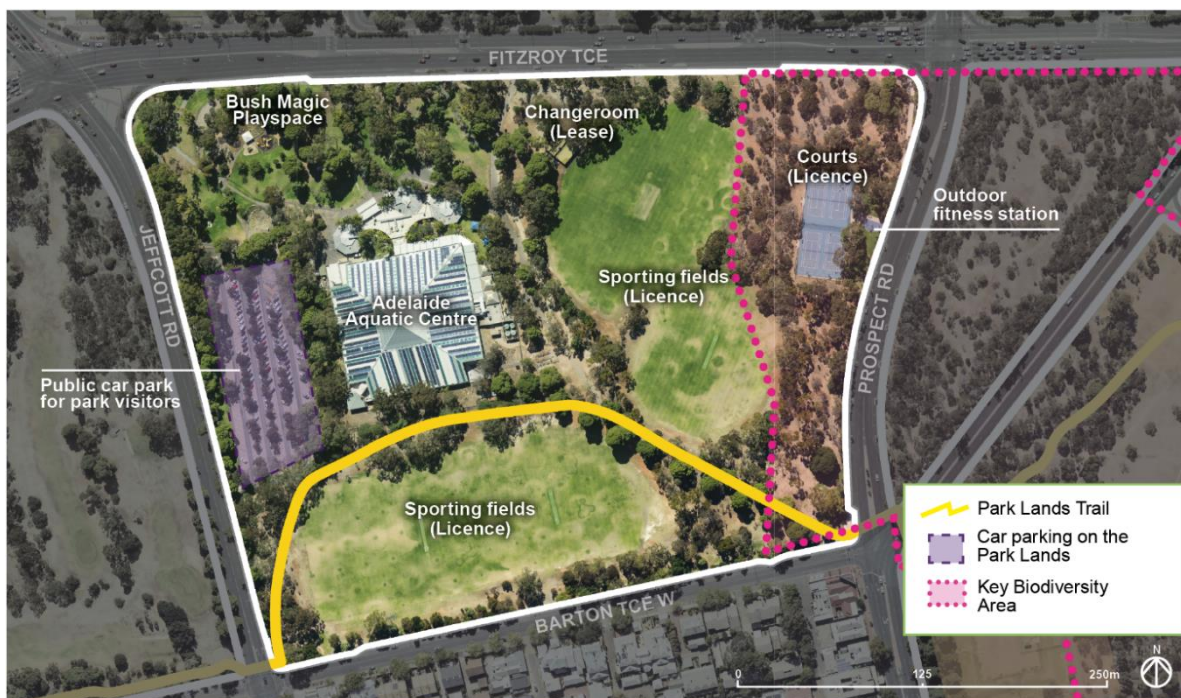 FITZROY TCE
Bush Magic
Playspace
Changeroom
(Lease)
Courts
(Licence)
Outdoor
fitness station
JEFFCOTT RD
Sporting fields
(Licence)
Adelaide
Aquatic Centre
PROSPECT RD
Public car park
for park visitors
Sporting fields
(Licence)
BARTON TCE W
Park Lands Trail
Car parking on the
Park Lands
Key Biodiversity
Area
0 125 250m
N